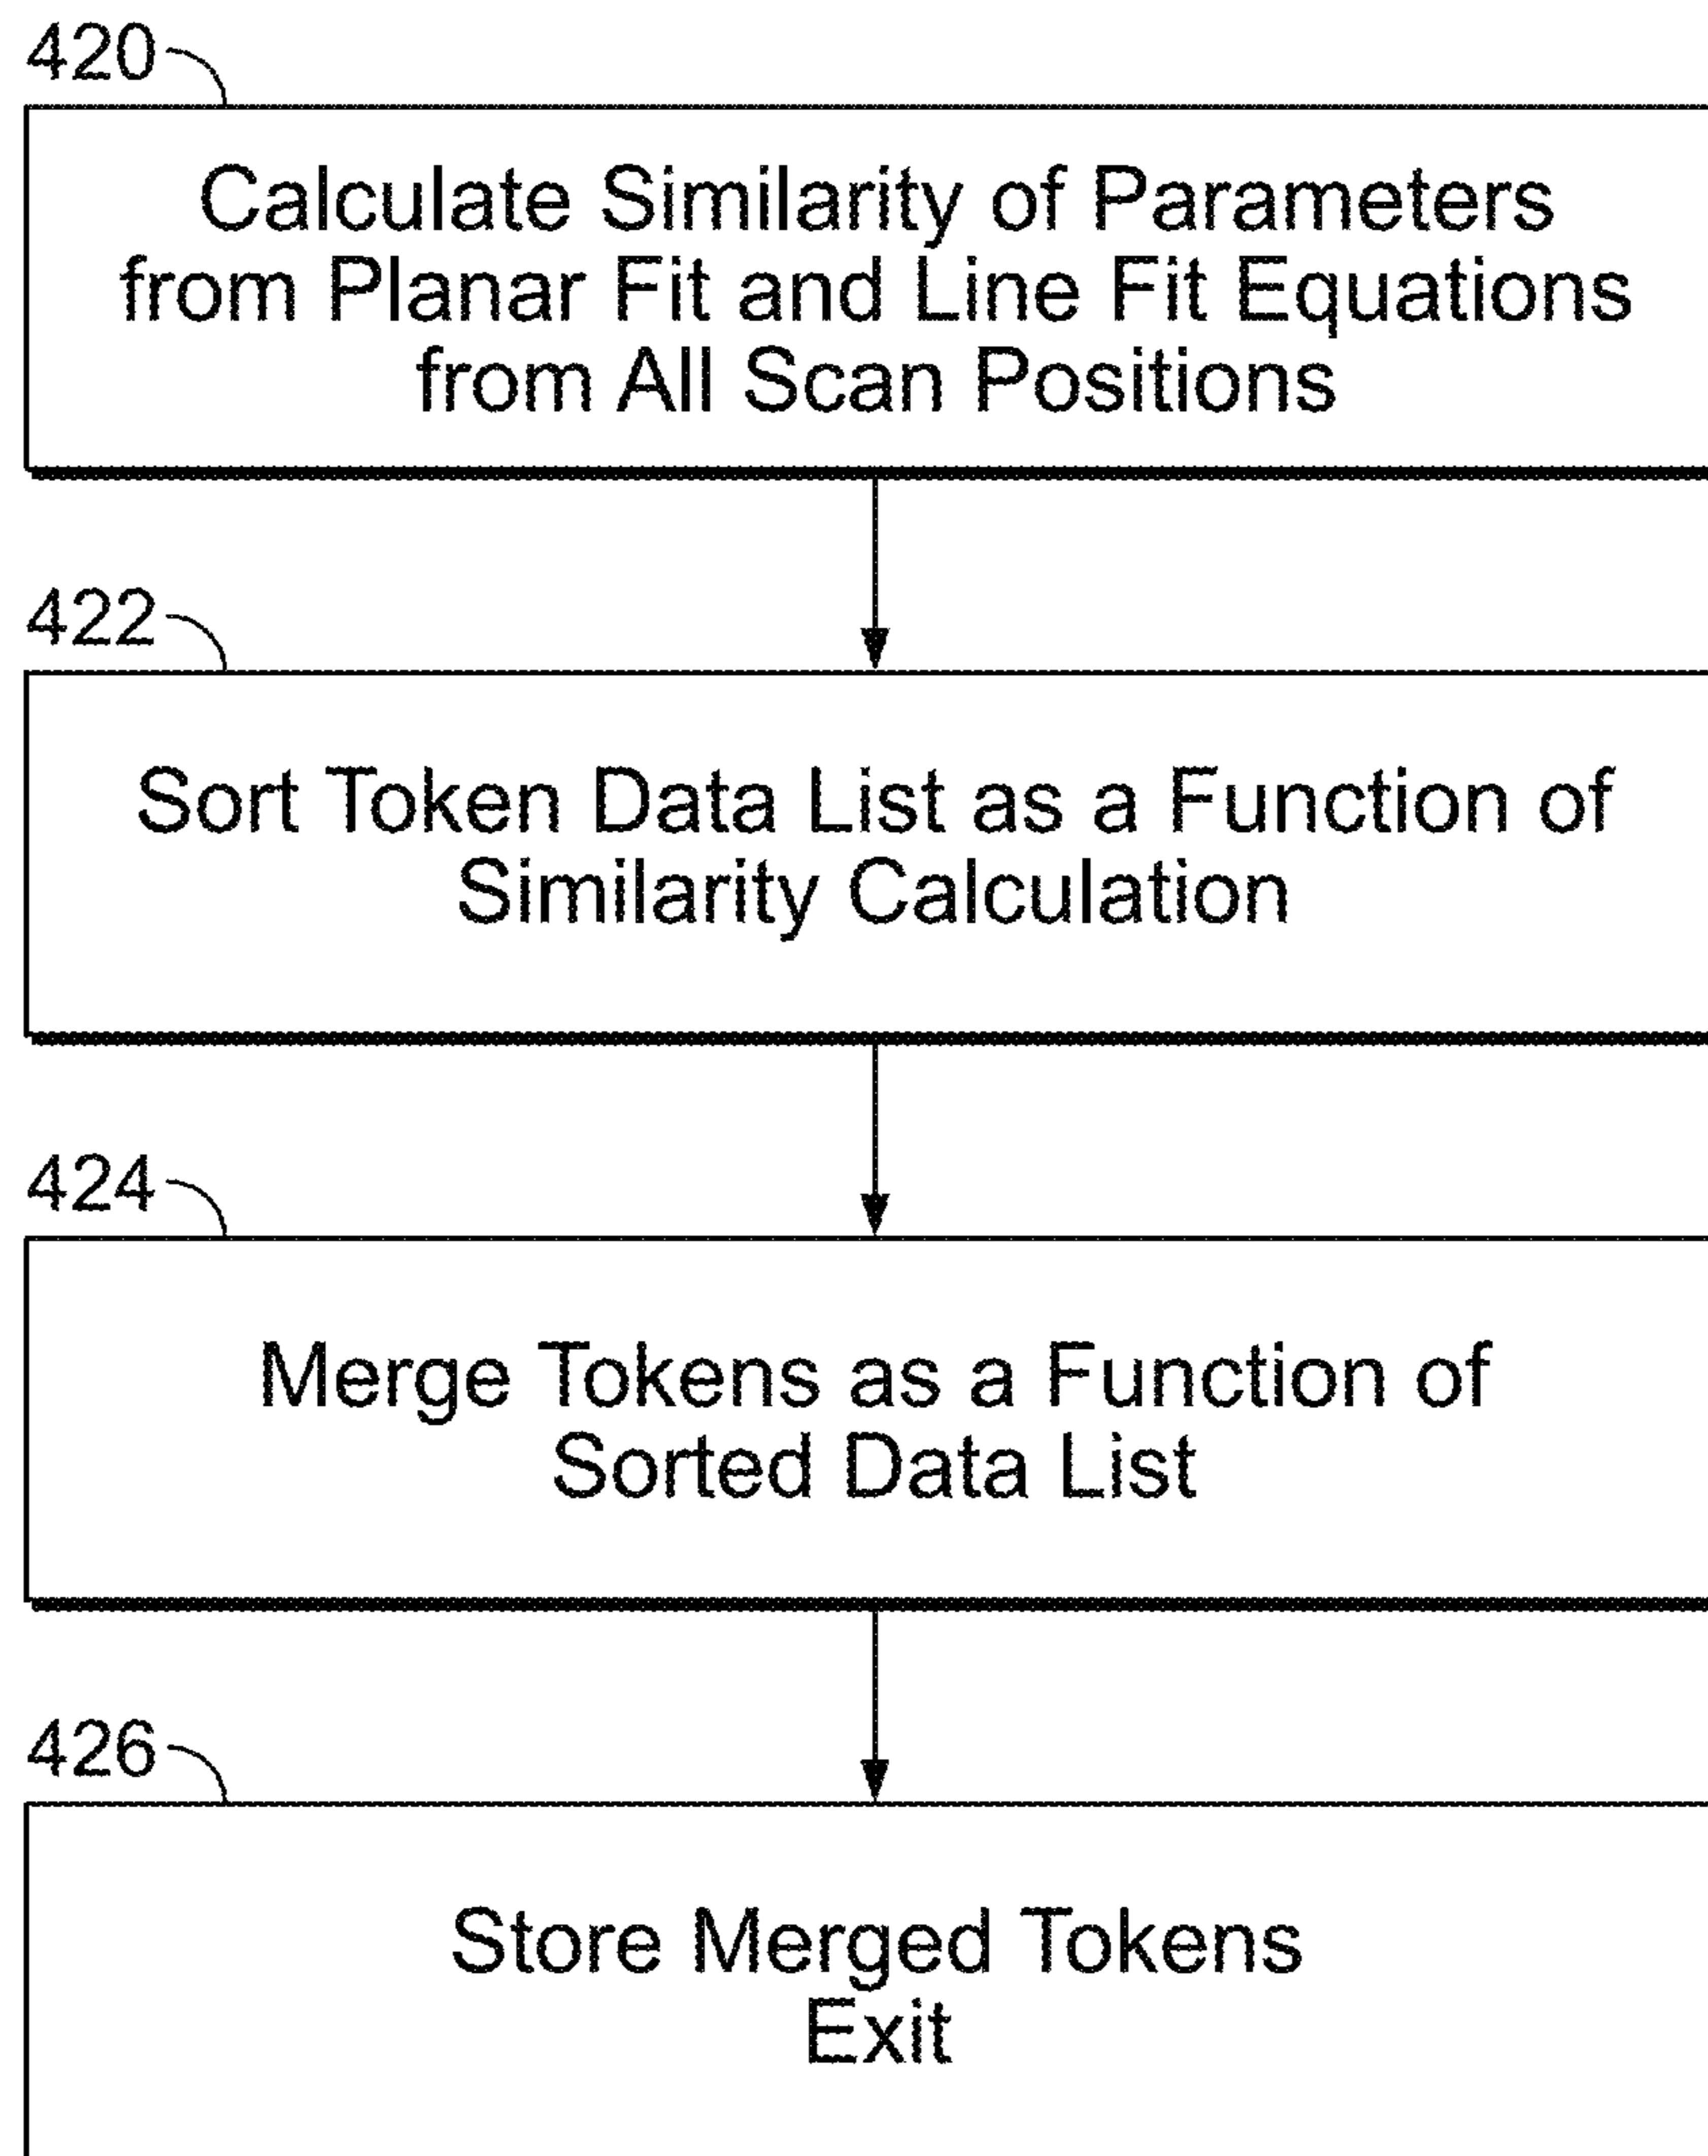 420
Calculate Similarity of Parameters
from Planar Fit and Line Fit Equations
from All Scan Positions
422
Sort Token Data List as a Function of
Similarity Calculation
424
Merge Tokens as a Function of
Sorted Data List
426
Store Merged Tokens
Exit